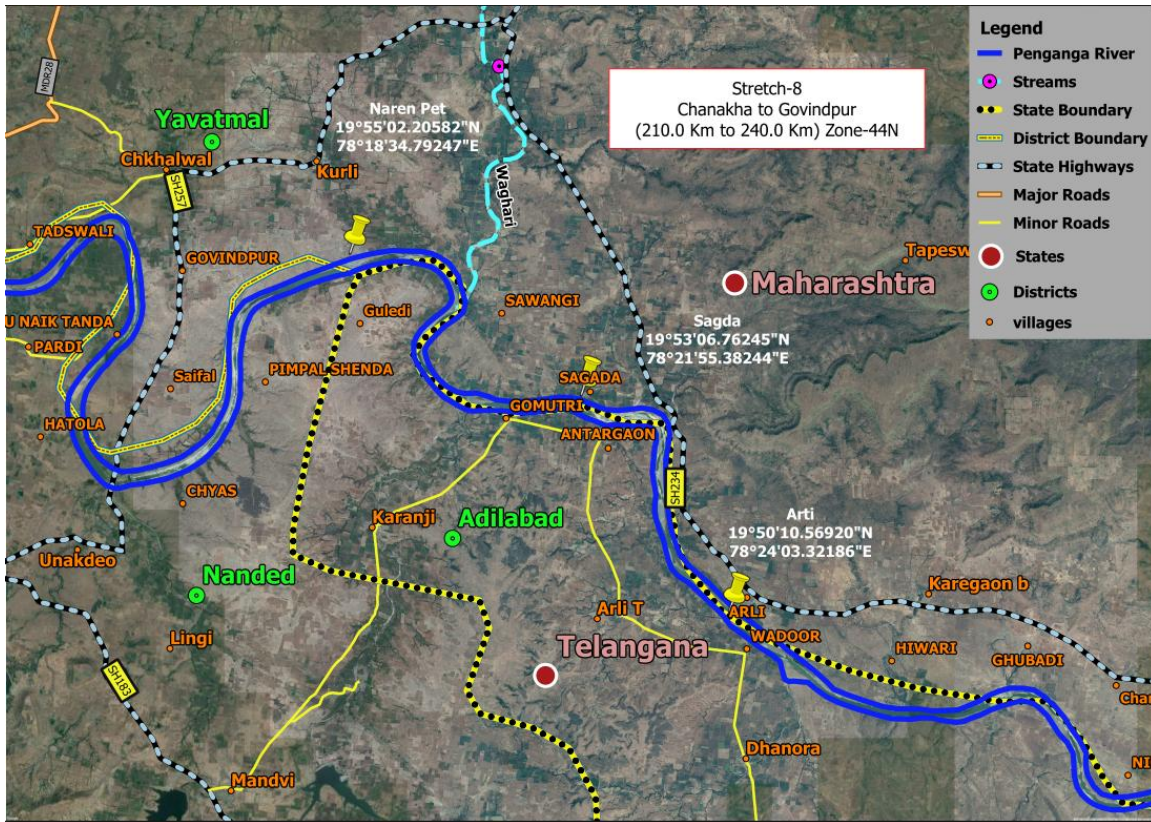 Legend
Penganga River
Streams
State Boundary
District Boundary
State Highways
Major Roads
Minor Roads
States
Districts
villages
Stretch-8
Chanakha to Govindpur
(210.0 Km to 240.0 Km) Zone-44N
MDR28
Naren Pet
19°55'02.20582"N
78°18'34.79247"E
Yavatmal
Chkhalwal
Kurli
SH257
Waghari
TADSWALI
GOVINDPUR
Tapesw
Maharashtra
Guledi
SAWANGI
U NAIK TANDA
PARDI
Sagda
19°53'06.76245"N
78°21'55.38244"E
Saifal
PIMPAL SHENDA
SAGADA
GOMUTRI
HATOLA
ANTARGAON
CHYAS
SH234
Karanji
Adilabad
Arti
19°50'10.56920"N
78°24'03.32186"E
Unakdeo
Nanded
Karegaon b
Arli T
ARLI
WADOOR
Lingi
Telangana
HIWARI
GHUBADI
SH183
Char
Dhanora
Mandvi
NI